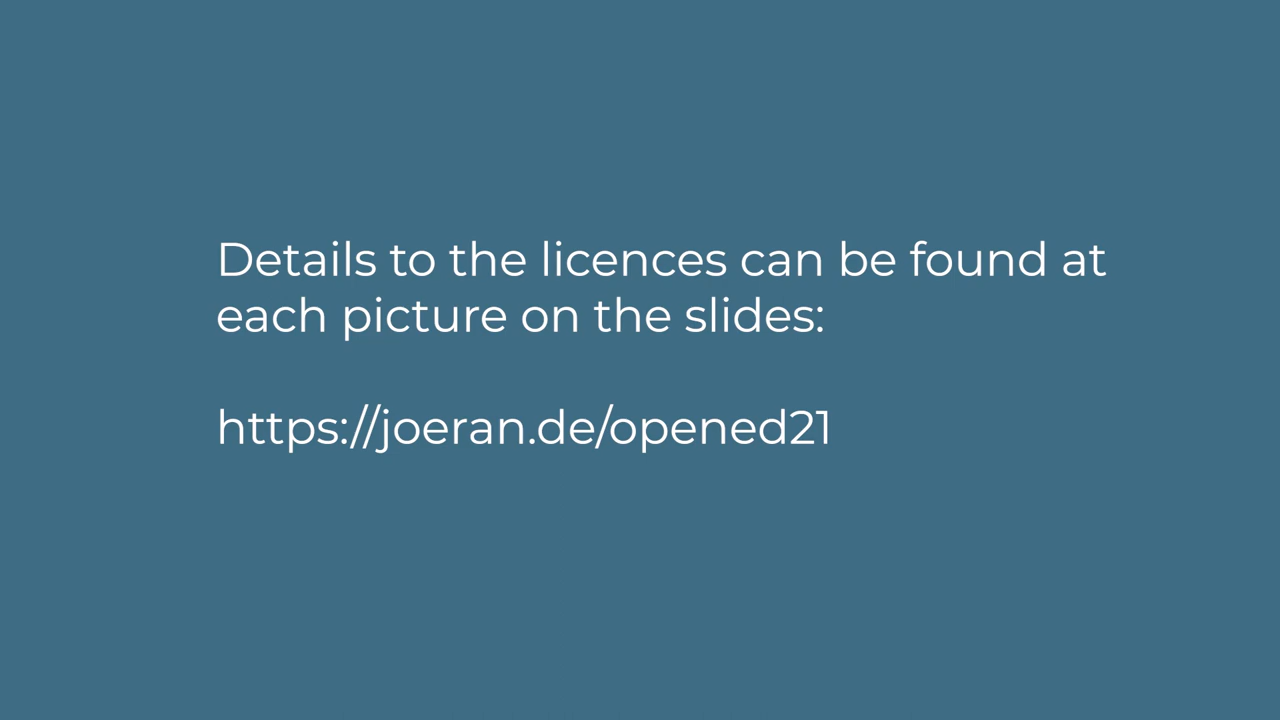 Details to the licences can be found at
each picture on the slides:
https://joeran.de/opened21